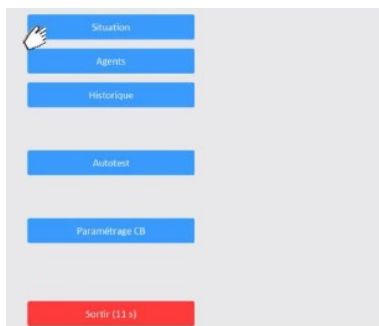 Situation
Agents
Historique
Autotest
Paramétrage CB
Sortir (11 s)